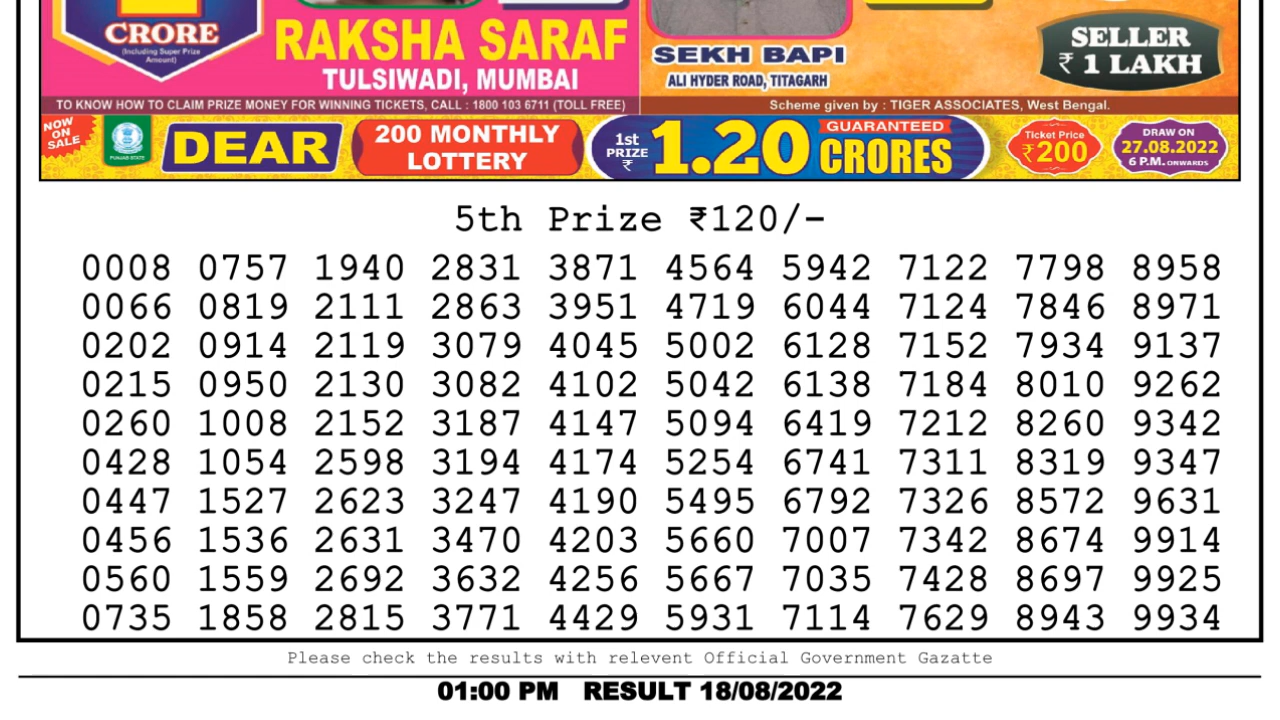 CRORE
(Including Super Prize
Amount)
RAKSHA SARAF
TULSIWADI, MUMBAI
SEKH BAPI
ALI HYDER ROAD, TITAGARH
SELLER
₹ 1 LAKH
TO KNOW HOW TO CLAIM PRIZE MONEY FOR WINNING TICKETS, CALL : 1800 103 6711 (TOLL FREE)
Scheme given by : TIGER ASSOCIATES, West Bengal.
NOW
ON
SALE
PUNJAB STATE
DEAR
200 MONTHLY
LOTTERY
1st
PRIZE
₹
1.20
GUARANTEED
CRORES
Ticket Price
₹200
DRAW ON
27.08.2022
6 P.M. ONWARDS
5th Prize ₹120/-
0008 0757 1940 2831 3871 4564 5942 7122 7798 8958
0066 0819 2111 2863 3951 4719 6044 7124 7846 8971
0202 0914 2119 3079 4045 5002 6128 7152 7934 9137
0215 0950 2130 3082 4102 5042 6138 7184 8010 9262
0260 1008 2152 3187 4147 5094 6419 7212 8260 9342
0428 1054 2598 3194 4174 5254 6741 7311 8319 9347
0447 1527 2623 3247 4190 5495 6792 7326 8572 9631
0456 1536 2631 3470 4203 5660 7007 7342 8674 9914
0560 1559 2692 3632 4256 5667 7035 7428 8697 9925
0735 1858 2815 3771 4429 5931 7114 7629 8943 9934
Please check the results with relevent Official Government Gazatte
01:00 PM RESULT 18/08/2022